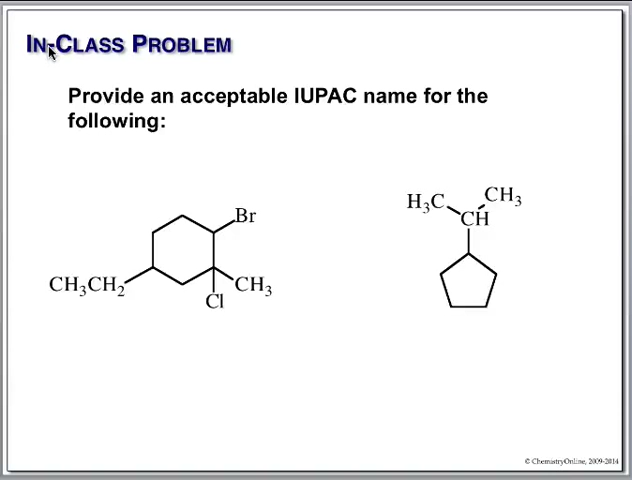 IN-CLASS PROBLEM
Provide an acceptable IUPAC name for the
following:
Br
CH3CH2
CH3
Cl
H3C
CH3
CH
© ChemistryOnline, 2009-2014